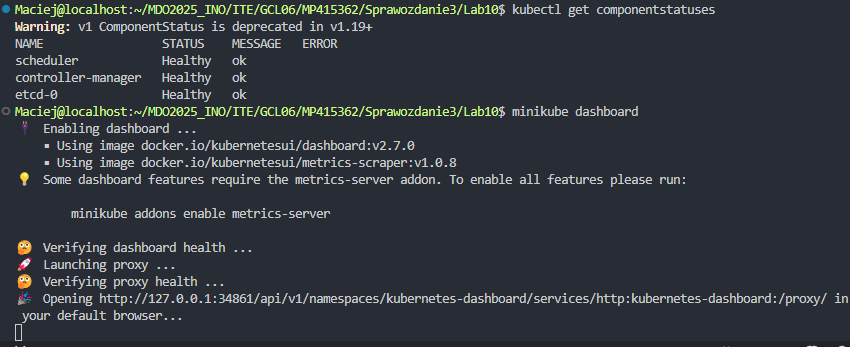 Maciej@localhost:~/MDO2025_INO/ITE/GCL06/MP415362/Sprawozdanie3/Lab10$ kubectl get componentstatuses
Warning: v1 ComponentStatus is deprecated in v1.19+
NAME STATUS MESSAGE ERROR
scheduler Healthy ok
controller-manager Healthy ok
etcd-0 Healthy ok
Maciej@localhost:~/MDO2025_INO/ITE/GCL06/MP415362/Sprawozdanie3/Lab10$ minikube dashboard
Enabling dashboard ...
▪ Using image docker.io/kubernetesui/dashboard:v2.7.0
▪ Using image docker.io/kubernetesui/metrics-scraper:v1.0.8
Some dashboard features require the metrics-server addon. To enable all features please run:
minikube addons enable metrics-server
Verifying dashboard health ...
Launching proxy ...
Verifying proxy health ...
Opening http://127.0.0.1:34861/api/v1/namespaces/kubernetes-dashboard/services/http:kubernetes-dashboard:/proxy/ in
your default browser...